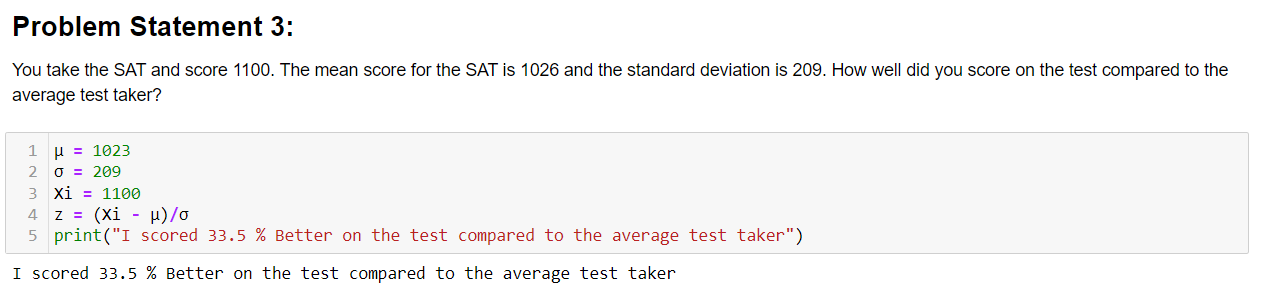 Problem Statement 3:
You take the SAT and score 1100. The mean score for the SAT is 1026 and the standard deviation is 209. How well did you score on the test compared to the
average test taker?
1 μ = 1023
2 σ = 209
3 Xi = 1100
4 z = (Xi - μ)/σ
5 print("I scored 33.5 % Better on the test compared to the average test taker")
I scored 33.5 % Better on the test compared to the average test taker